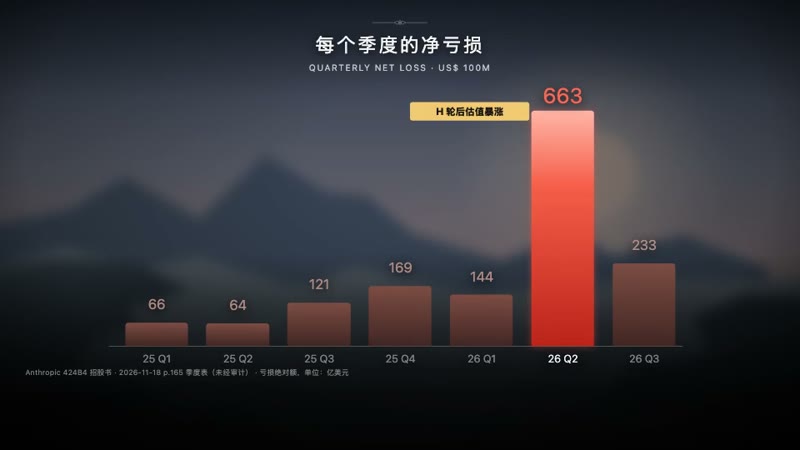 每个季度的净亏损
QUARTERLY NET LOSS · US$ 100M
H 轮后估值暴涨
663
66
64
121
169
144
233
25 Q1
25 Q2
25 Q3
25 Q4
26 Q1
26 Q2
26 Q3
Anthropic 424B4 招股书 · 2026-11-18 p.165 季度表（未经审计） · 亏损绝对额，单位：亿美元